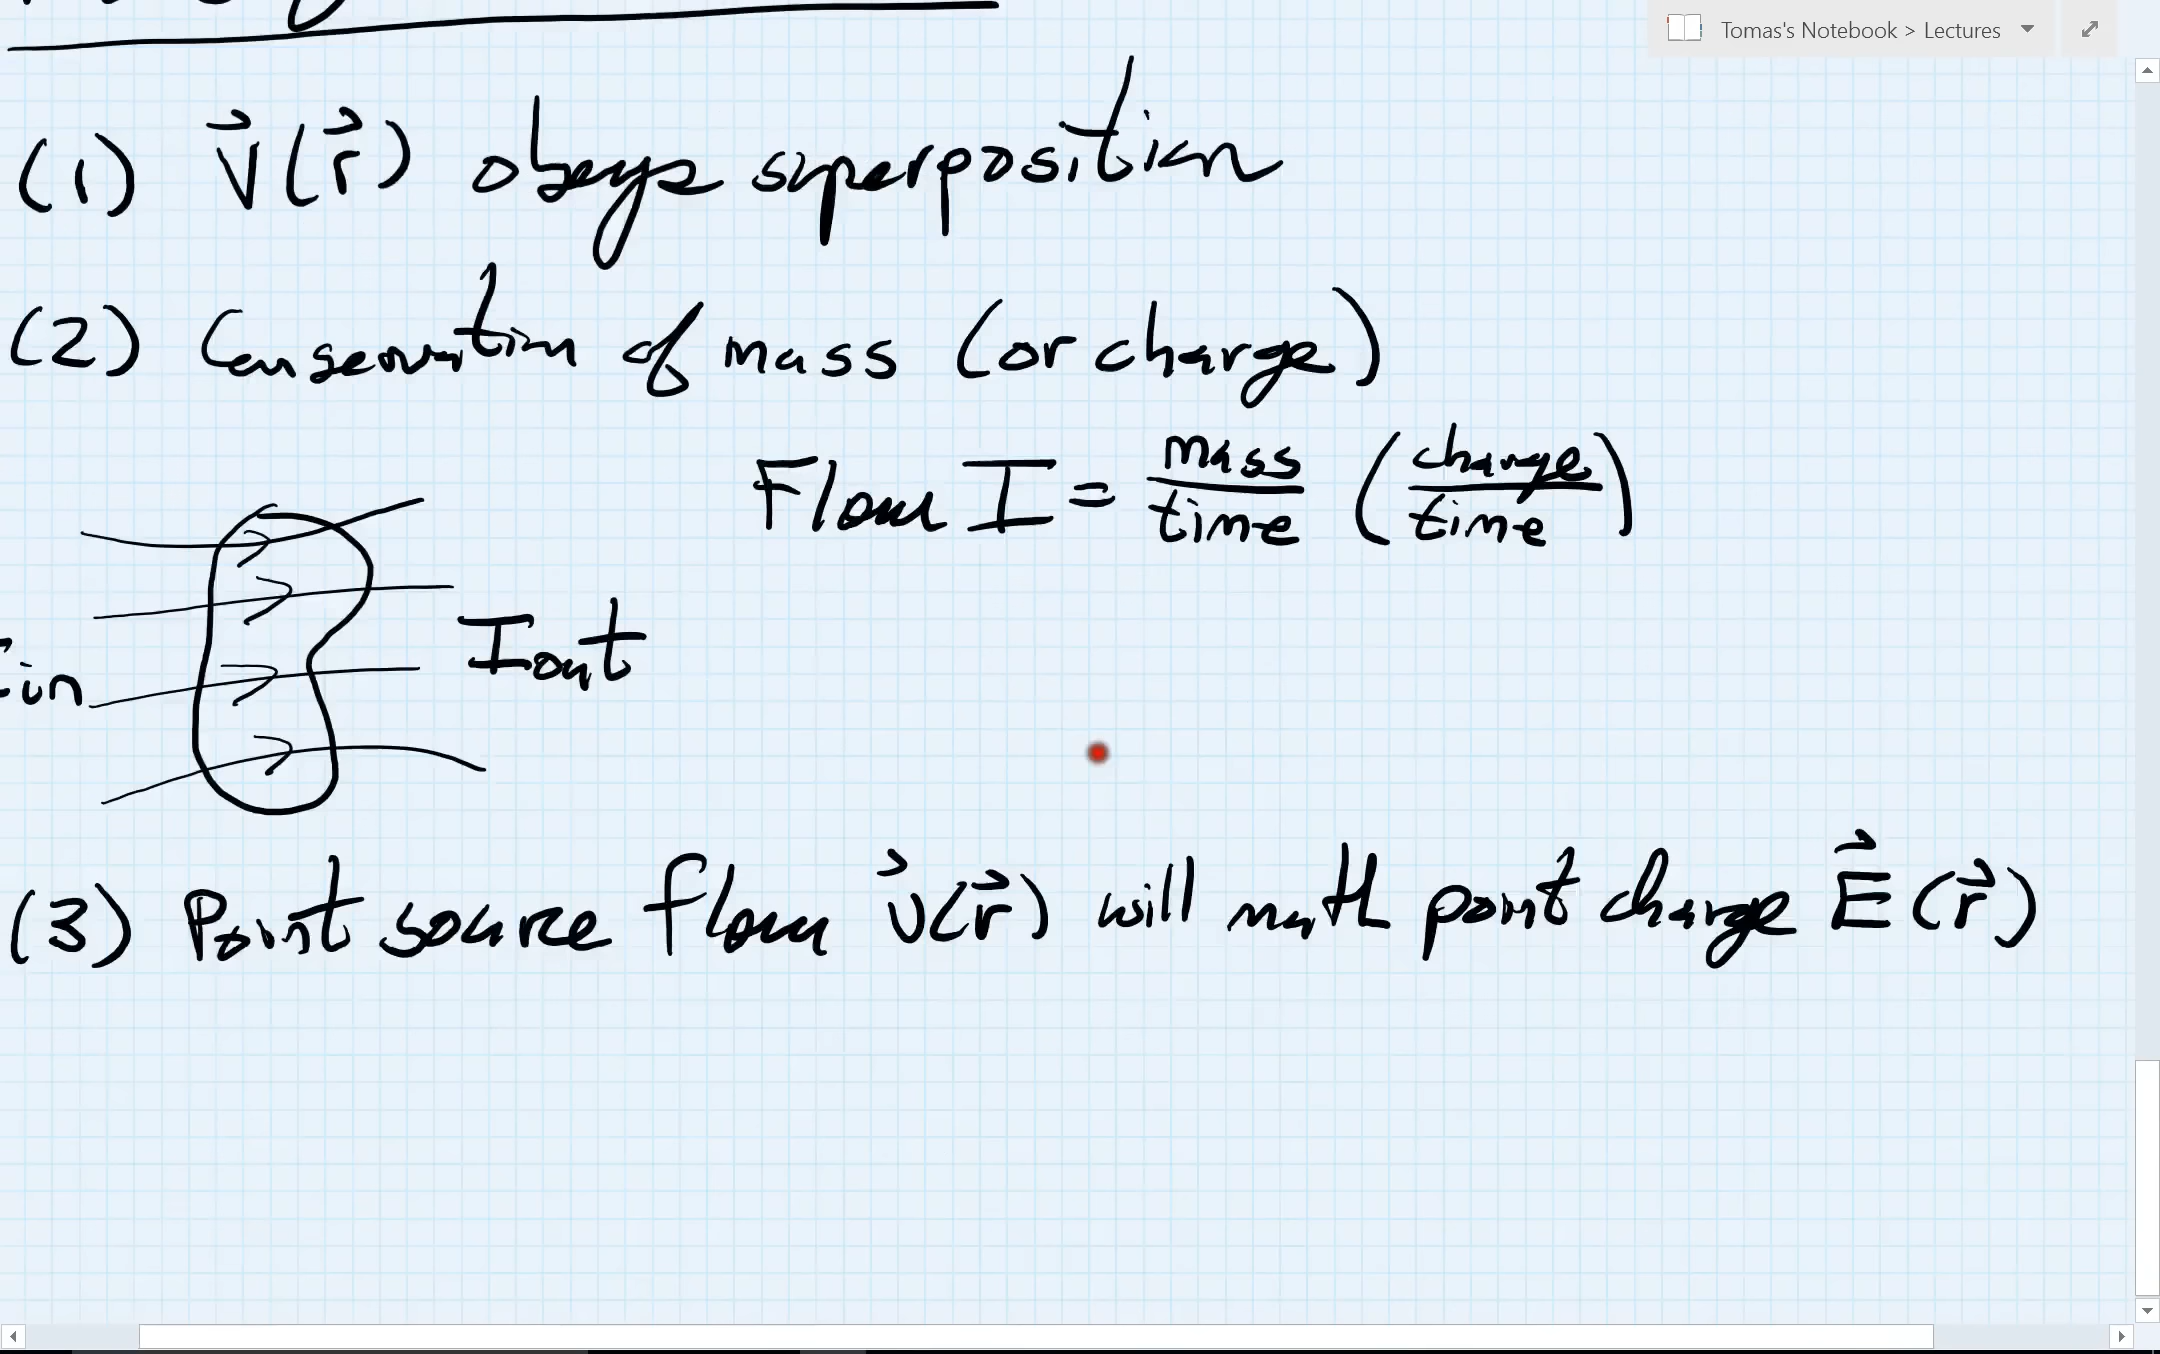 Tomas's Notebook > Lectures
(1) V⃗(r⃗) obeys superposition
(2) Conservation of mass (or charge)
Flow I = mass/time (charge/time)
in
Iout
(3) Point source flow v⃗(r⃗) will math point charge E⃗(r⃗)